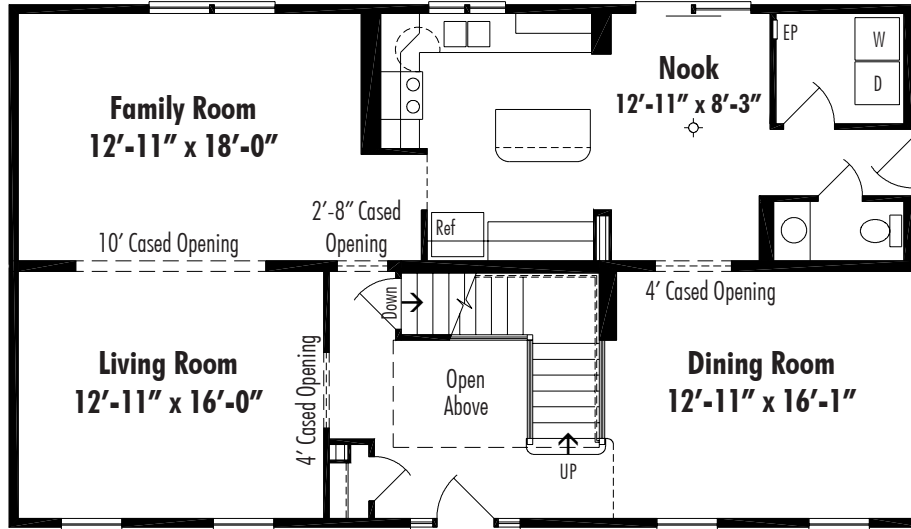 EP
W
D
Family Room
12′-11″ x 18′-0″
Nook
12′-11″ x 8′-3″
2′-8″ Cased
Opening
Ref
10′ Cased Opening
4′ Cased Opening
Down
Living Room
12′-11″ x 16′-0″
4′ Cased Opening
Open
Above
Dining Room
12′-11″ x 16′-1″
UP